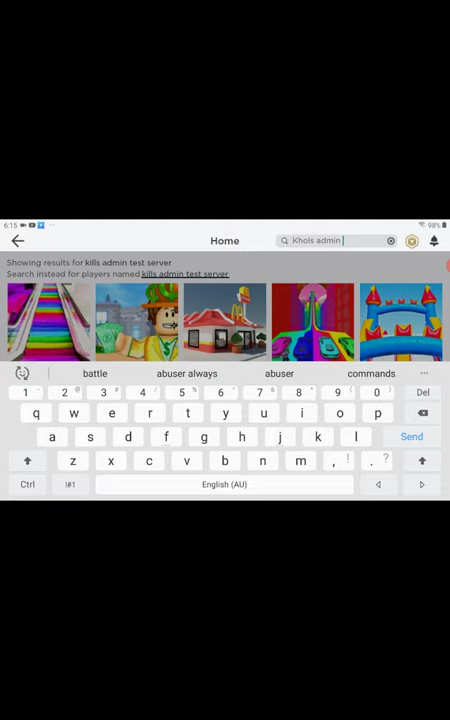 6:15
98%
Home
Khols admin
Showing results for kills admin test server
Search instead for players named kills admin test server
battle
abuser always
abuser
commands
1 2 3 4 5 6 7 8 9 0 Del
q w e r t y u i o p
a s d f g h j k l Send
z x c v b n m , ! . ?
Ctrl !#1 English (AU)